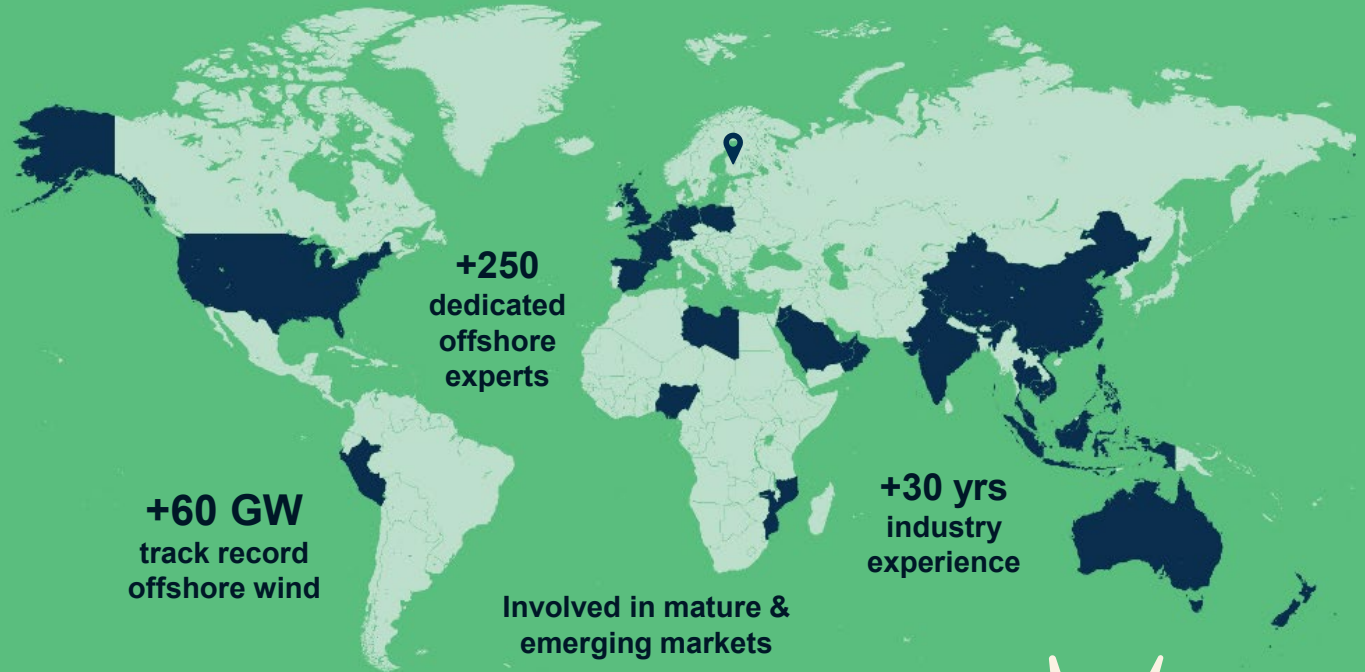 +250
dedicated
offshore
experts
+60 GW
track record
offshore wind
+30 yrs
industry
experience
Involved in mature &
emerging markets